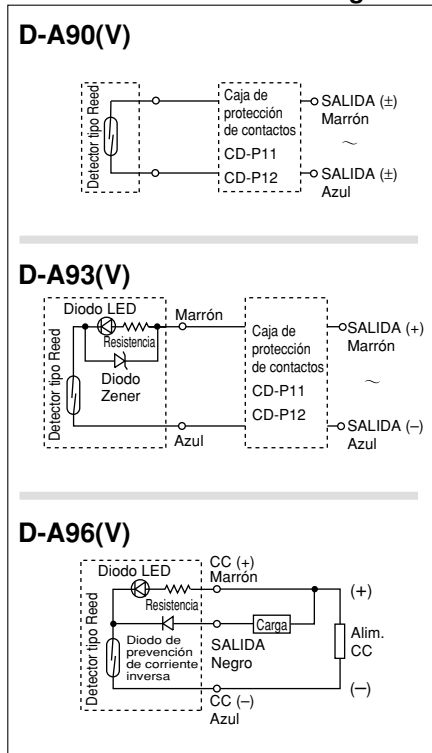 D-A90(V)
Detector tipo Reed
Caja de
protección
de contactos
CD-P11
CD-P12
SALIDA (±)
Marrón
~
SALIDA (±)
Azul
D-A93(V)
Diodo LED
Resistencia
Diodo
Zener
Detector tipo Reed
Marrón
Azul
Caja de
protección
de contactos
CD-P11
CD-P12
SALIDA (+)
Marrón
~
SALIDA (–)
Azul
D-A96(V)
Diodo LED
Resistencia
Diodo de
prevención
de corriente
inversa
Detector tipo Reed
CC (+)
Marrón
Carga
SALIDA
Negro
CC (–)
Azul
(+)
Alim.
CC
(–)